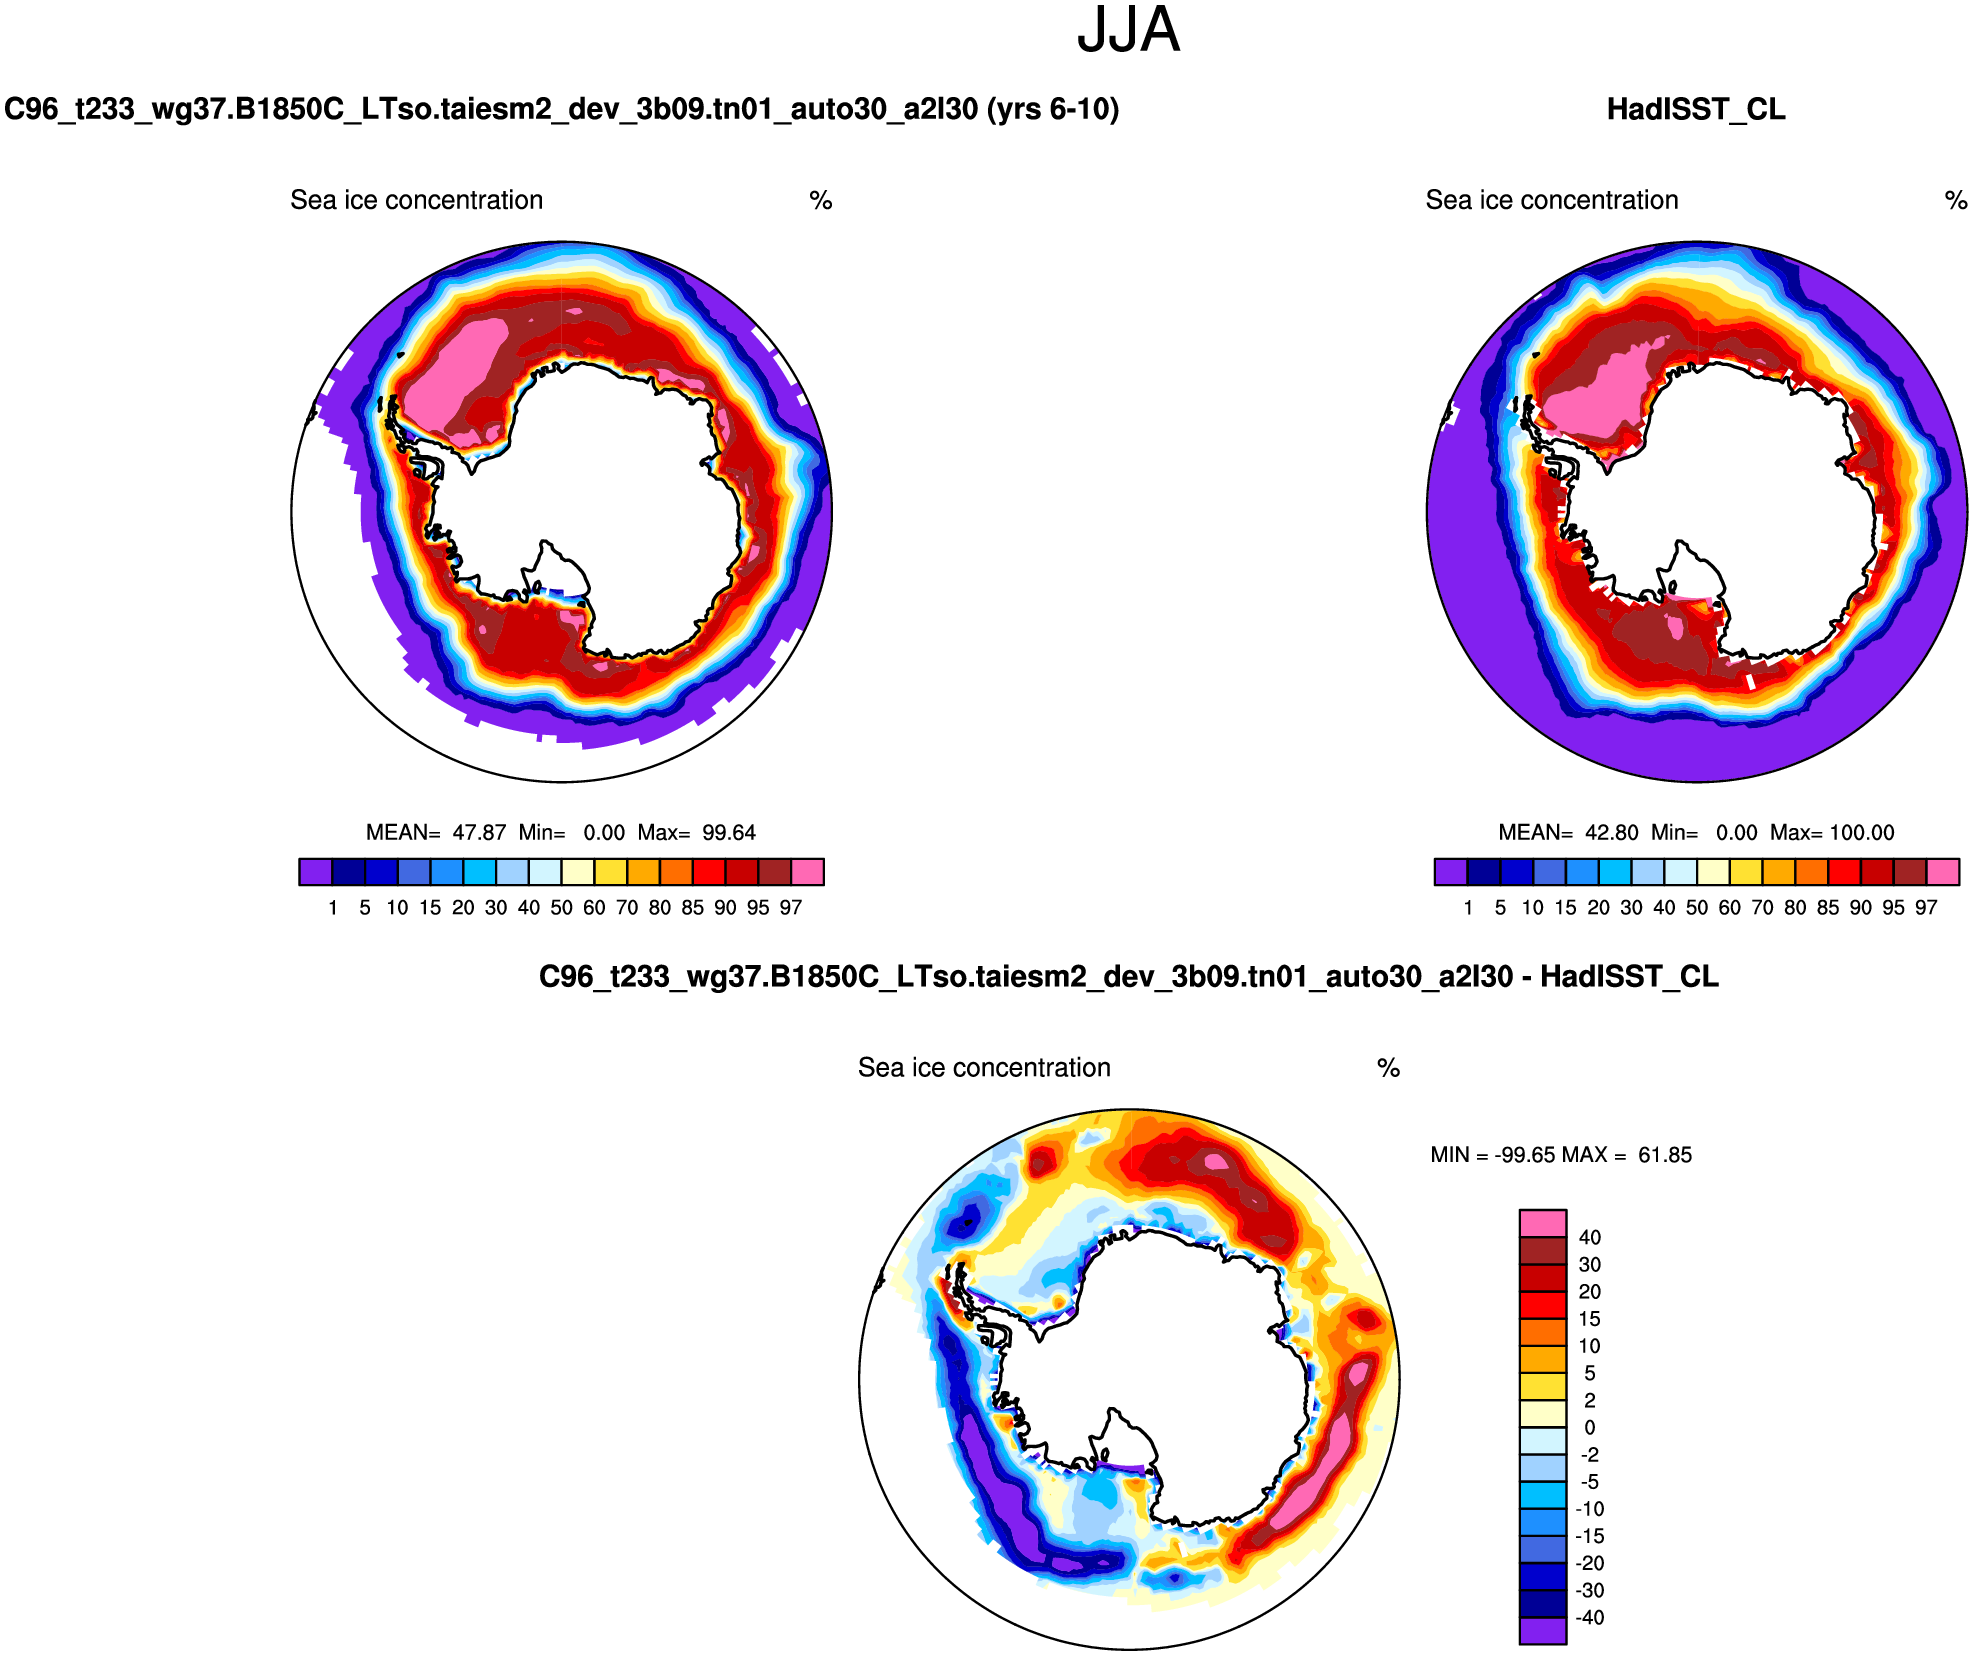 JJA
C96_t233_wg37.B1850C_LTso.taiesm2_dev_3b09.tn01_auto30_a2l30 (yrs 6-10)
HadISST_CL
Sea ice concentration %
Sea ice concentration %
MEAN= 47.87 Min= 0.00 Max= 99.64
MEAN= 42.80 Min= 0.00 Max= 100.00
1 5 10 15 20 30 40 50 60 70 80 85 90 95 97
1 5 10 15 20 30 40 50 60 70 80 85 90 95 97
C96_t233_wg37.B1850C_LTso.taiesm2_dev_3b09.tn01_auto30_a2l30 - HadISST_CL
Sea ice concentration %
MIN = -99.65 MAX = 61.85
40
30
20
15
10
5
2
0
-2
-5
-10
-15
-20
-30
-40